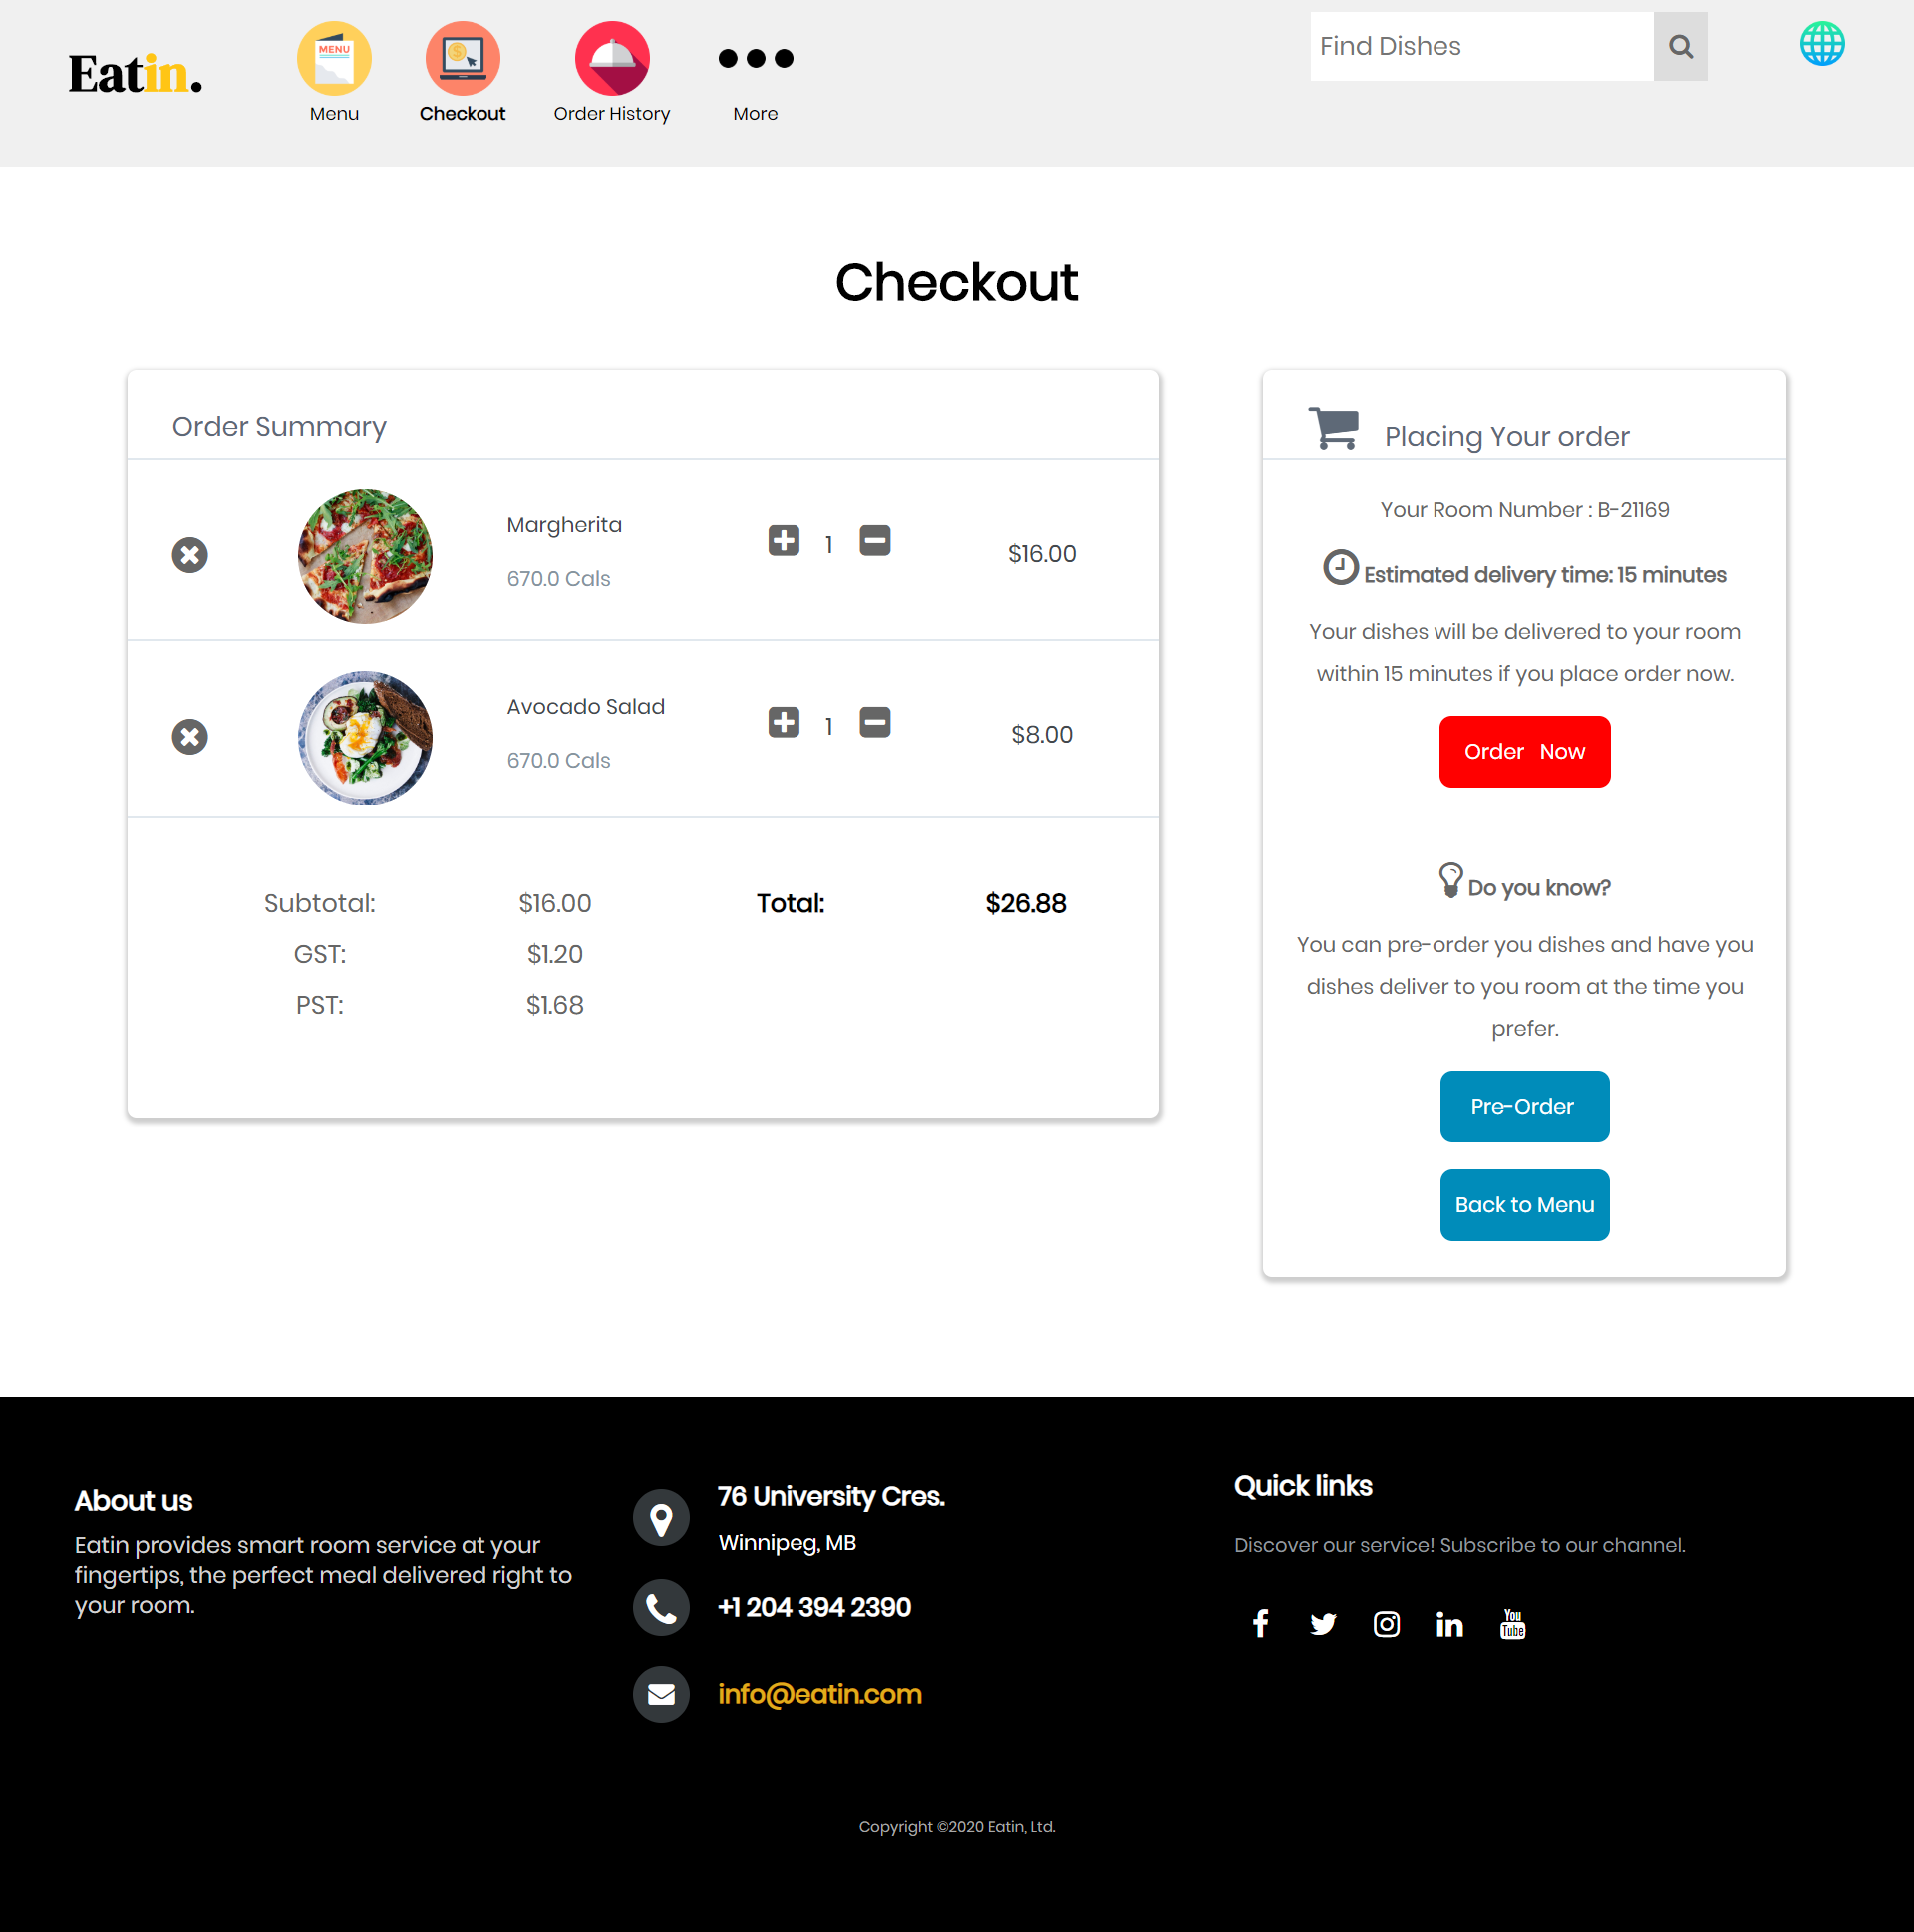 Eatin.
MENU
Menu
Checkout
Order History
More
Find Dishes
Checkout
Order Summary
Margherita
670.0 Cals
1
$16.00
Avocado Salad
670.0 Cals
1
$8.00
Subtotal:
$16.00
Total:
$26.88
GST:
$1.20
PST:
$1.68
Placing Your order
Your Room Number : B-21169
Estimated delivery time: 15 minutes
Your dishes will be delivered to your room
within 15 minutes if you place order now.
Order Now
Do you know?
You can pre-order you dishes and have you
dishes deliver to you room at the time you
prefer.
Pre-Order
Back to Menu
About us
Eatin provides smart room service at your
fingertips, the perfect meal delivered right to
your room.
76 University Cres.
Winnipeg, MB
+1 204 394 2390
info@eatin.com
Quick links
Discover our service! Subscribe to our channel.
You
Tube
Copyright ©2020 Eatin, Ltd.